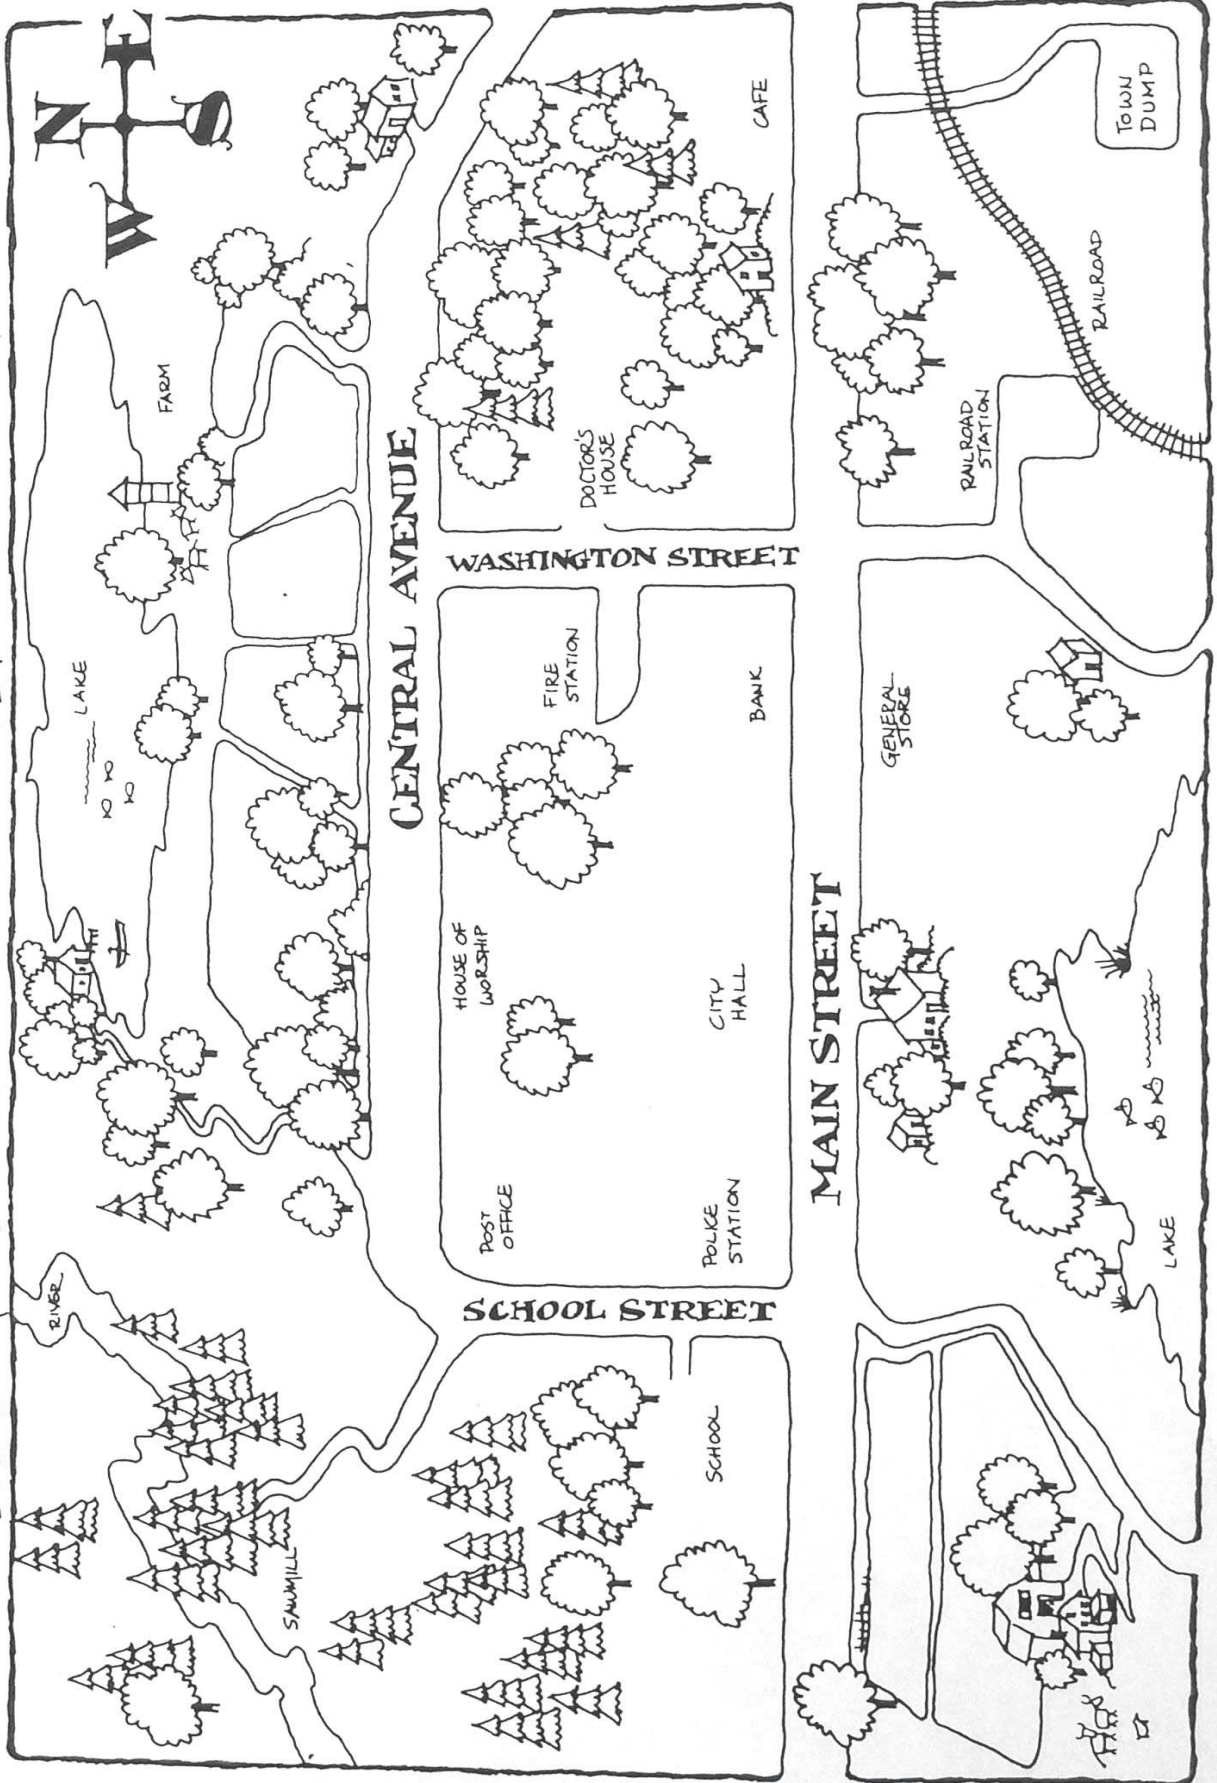 N
W
E
S
RIVER
LAKE
FARM
SAWMILL
CENTRAL AVENUE
POST
OFFICE
HOUSE OF
WORSHIP
FIRE
STATION
DOCTOR'S
HOUSE
SCHOOL STREET
WASHINGTON STREET
SCHOOL
POLICE
STATION
CITY
HALL
BANK
CAFE
MAIN STREET
GENERAL
STORE
RAILROAD
STATION
RAILROAD
TOWN
DUMP
LAKE